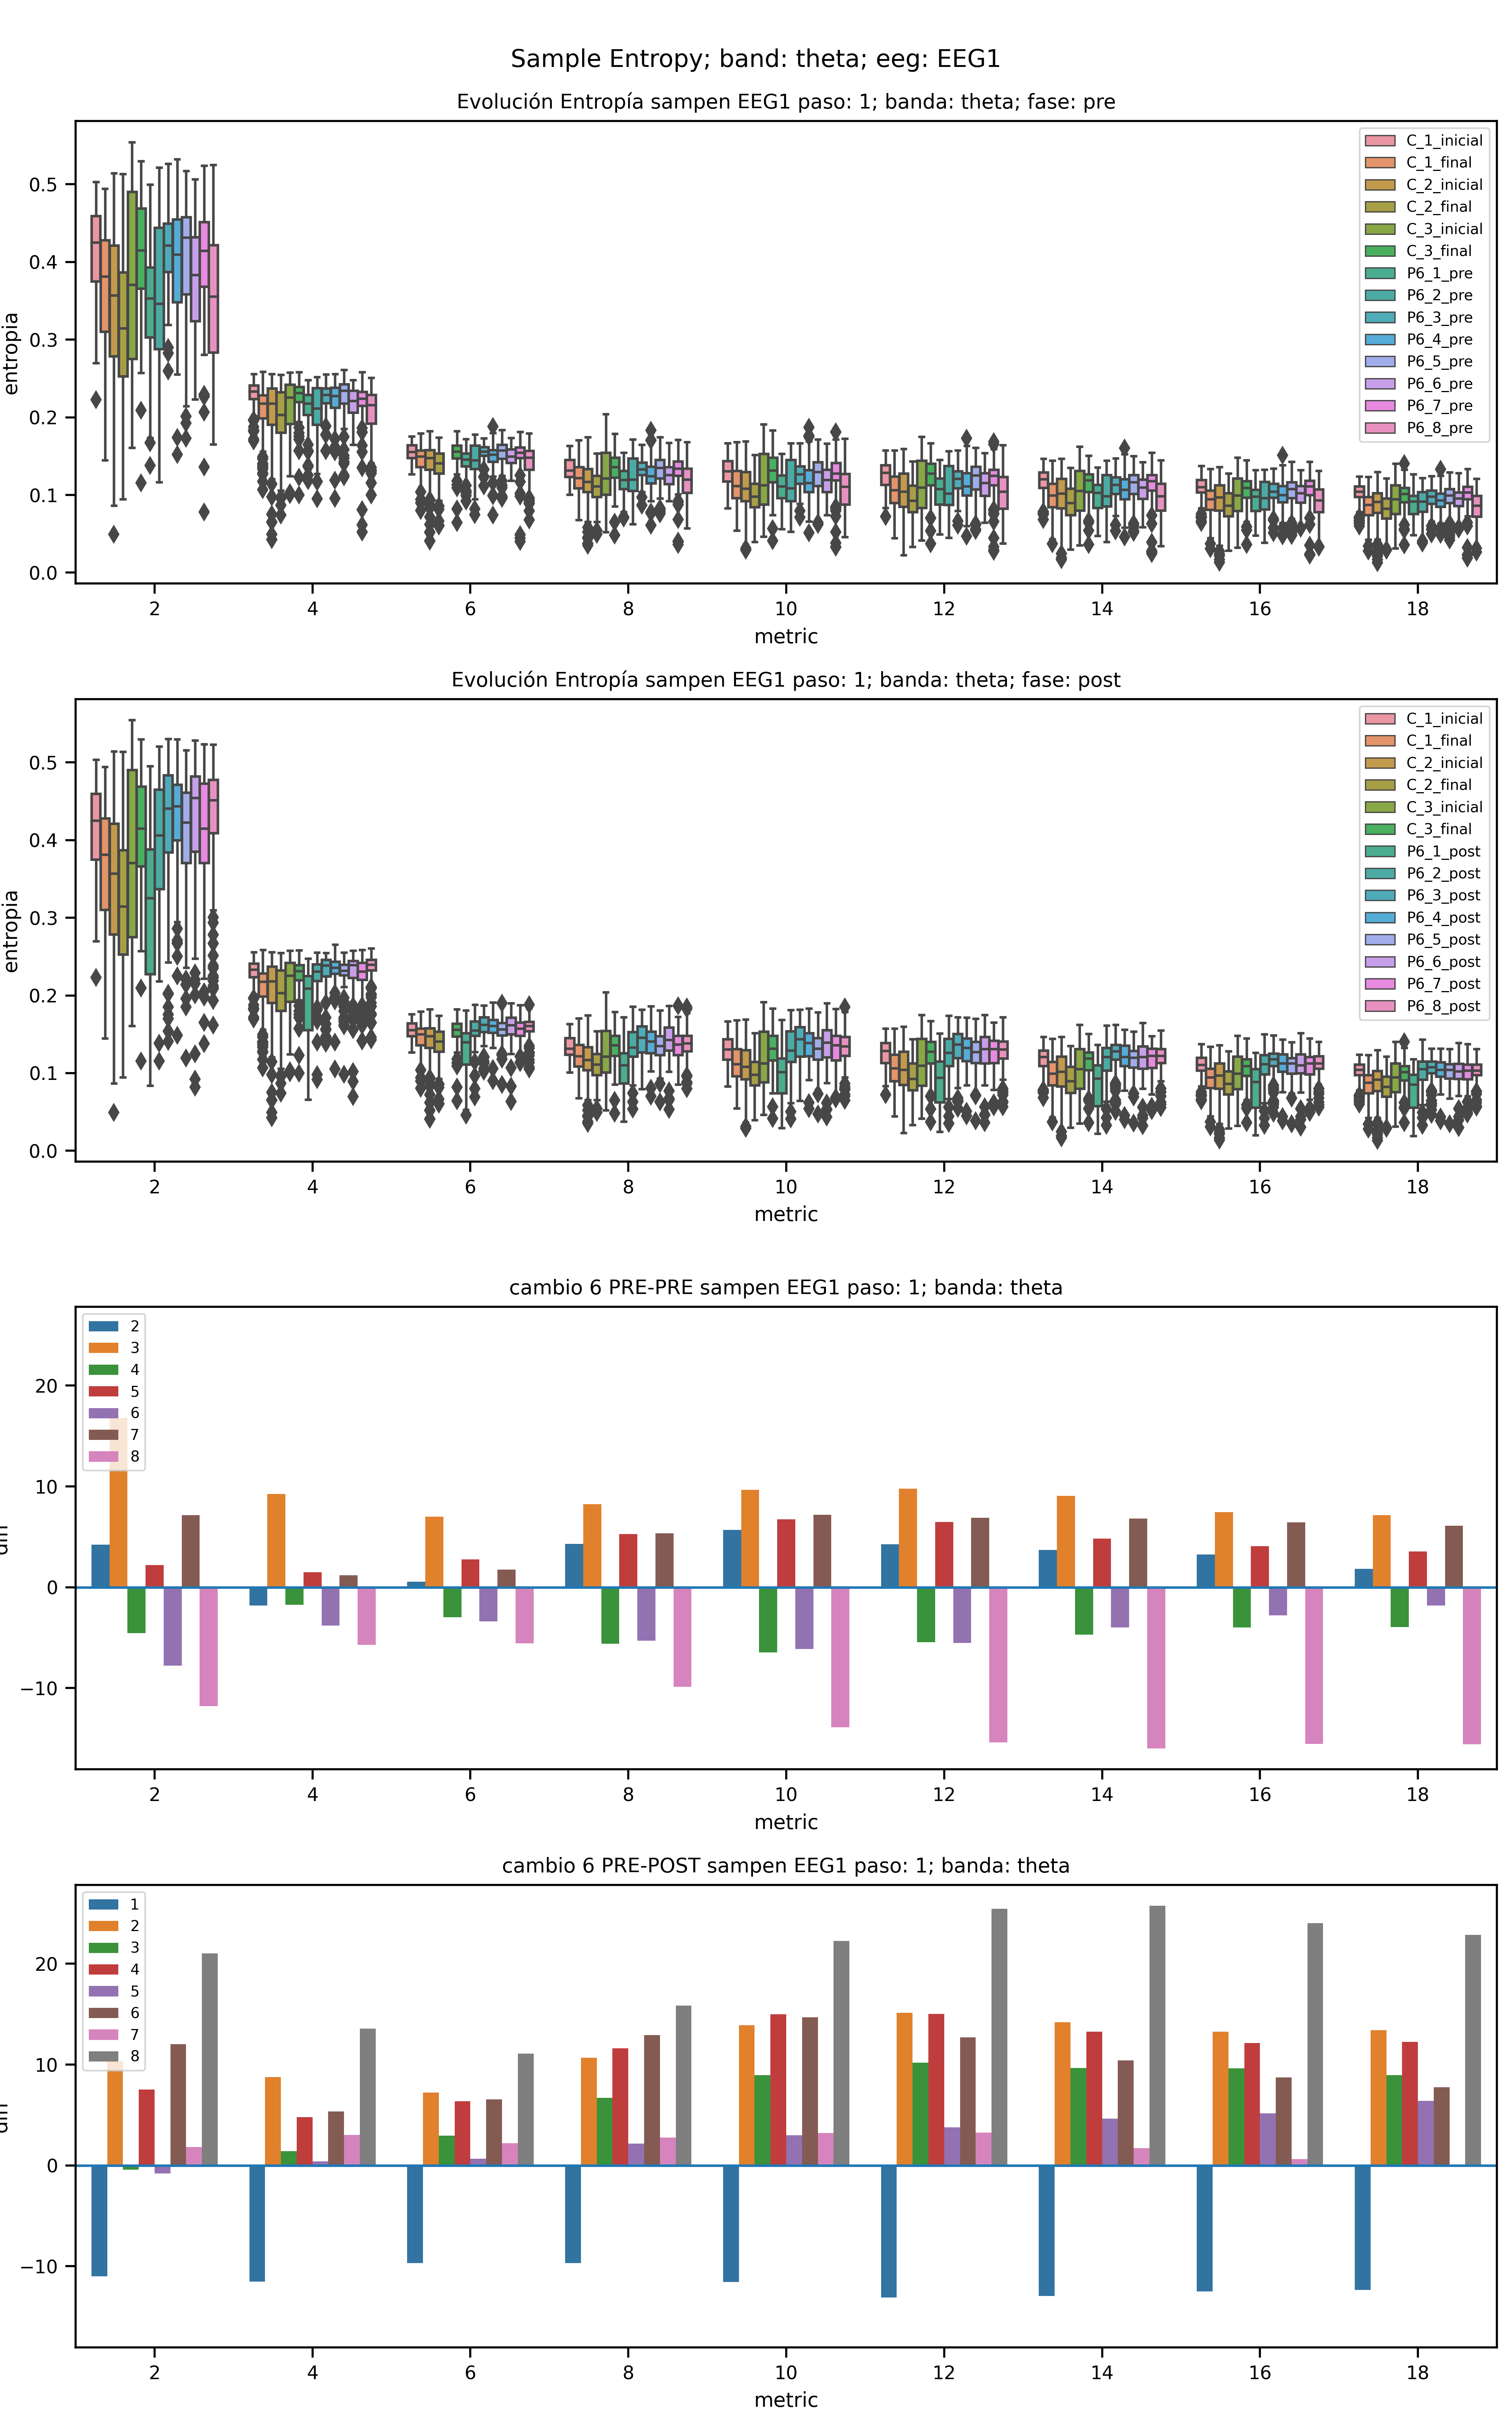 Sample Entropy; band: theta; eeg: EEG1
Evolución Entropía sampen EEG1 paso: 1; banda: theta; fase: pre
entropia
0.5
0.4
0.3
0.2
0.1
0.0
C_1_inicial
C_1_final
C_2_inicial
C_2_final
C_3_inicial
C_3_final
P6_1_pre
P6_2_pre
P6_3_pre
P6_4_pre
P6_5_pre
P6_6_pre
P6_7_pre
P6_8_pre
2 4 6 8 10 12 14 16 18
metric
Evolución Entropía sampen EEG1 paso: 1; banda: theta; fase: post
entropia
0.5
0.4
0.3
0.2
0.1
0.0
C_1_inicial
C_1_final
C_2_inicial
C_2_final
C_3_inicial
C_3_final
P6_1_post
P6_2_post
P6_3_post
P6_4_post
P6_5_post
P6_6_post
P6_7_post
P6_8_post
2 4 6 8 10 12 14 16 18
metric
cambio 6 PRE-PRE sampen EEG1 paso: 1; banda: theta
20
10
0
−10
2
3
4
5
6
7
8
2 4 6 8 10 12 14 16 18
metric
cambio 6 PRE-POST sampen EEG1 paso: 1; banda: theta
20
10
0
−10
1
2
3
4
5
6
7
8
2 4 6 8 10 12 14 16 18
metric